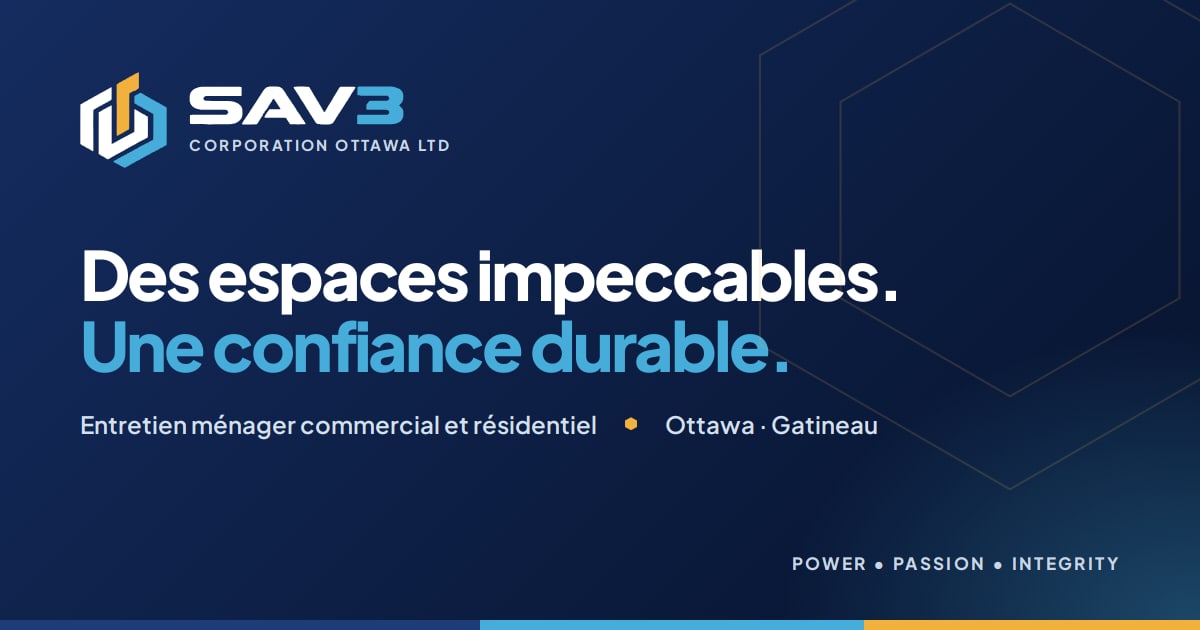 SAV3
CORPORATION OTTAWA LTD
Des espaces impeccables.
Une confiance durable.
Entretien ménager commercial et résidentiel Ottawa · Gatineau
POWER ● PASSION ● INTEGRITY